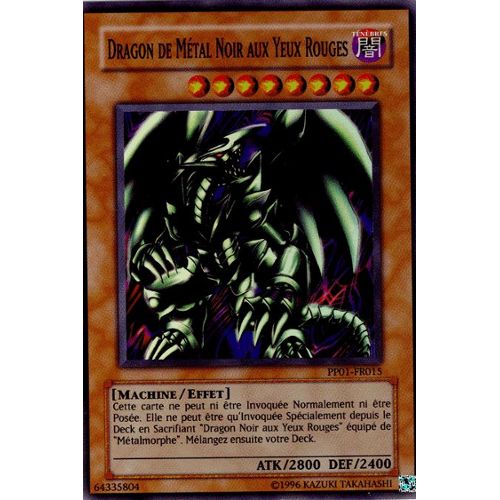 DRAGON DE MÉTAL NOIR AUX YEUX ROUGES
TÉNÈBRES
闇
PP01-FR015
[MACHINE / EFFET]
Cette carte ne peut ni être Invoquée Normalement ni être
Posée. Elle ne peut qu'être Invoquée Spécialement depuis le
Deck en Sacrifiant "Dragon Noir aux Yeux Rouges" équipé de
"Métalmorphe". Mélangez ensuite votre Deck.
ATK/2800 DEF/2400
64335804
©1996 KAZUKI TAKAHASHI